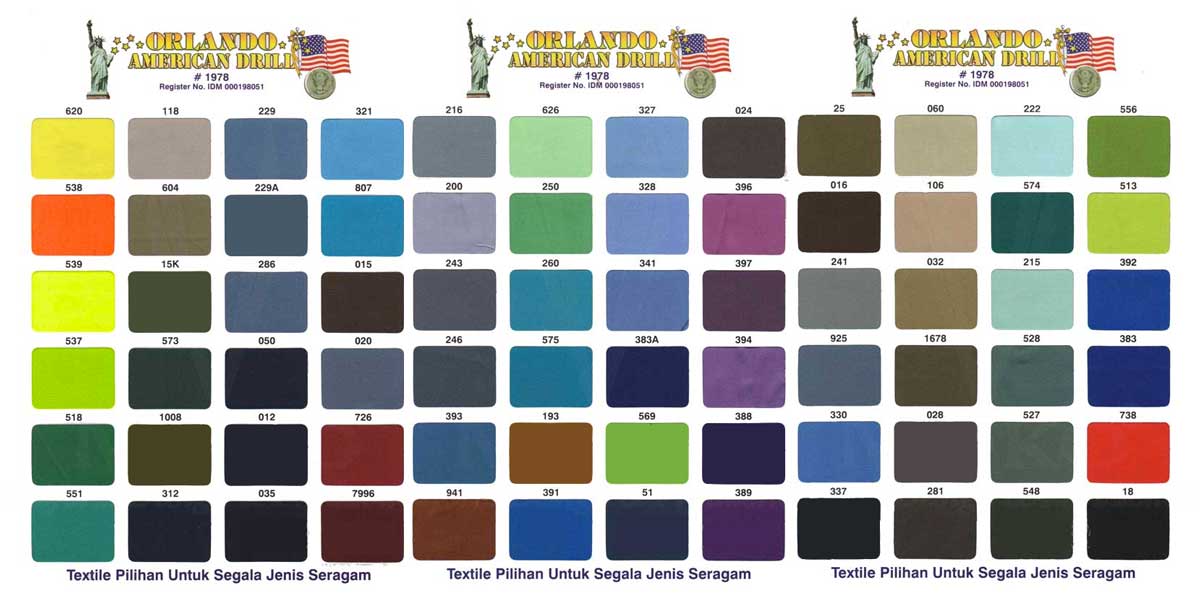 ORLANDO
AMERICAN DRILL
# 1978
Register No. IDM 000198051
620 118 229 321
538 604 229A 807
539 15K 286 015
537 573 050 020
518 1008 012 726
551 312 035 7996
Textile Pilihan Untuk Segala Jenis Seragam
ORLANDO
AMERICAN DRILL
# 1978
Register No. IDM 000198051
216 626 327 024
200 250 328 396
243 260 341 397
246 575 383A 394
393 193 569 388
941 391 51 389
Textile Pilihan Untuk Segala Jenis Seragam
ORLANDO
AMERICAN DRILL
# 1978
Register No. IDM 000198051
25 060 222 556
016 106 574 513
241 032 215 392
925 1678 528 383
330 028 527 738
337 281 548 18
Textile Pilihan Untuk Segala Jenis Seragam